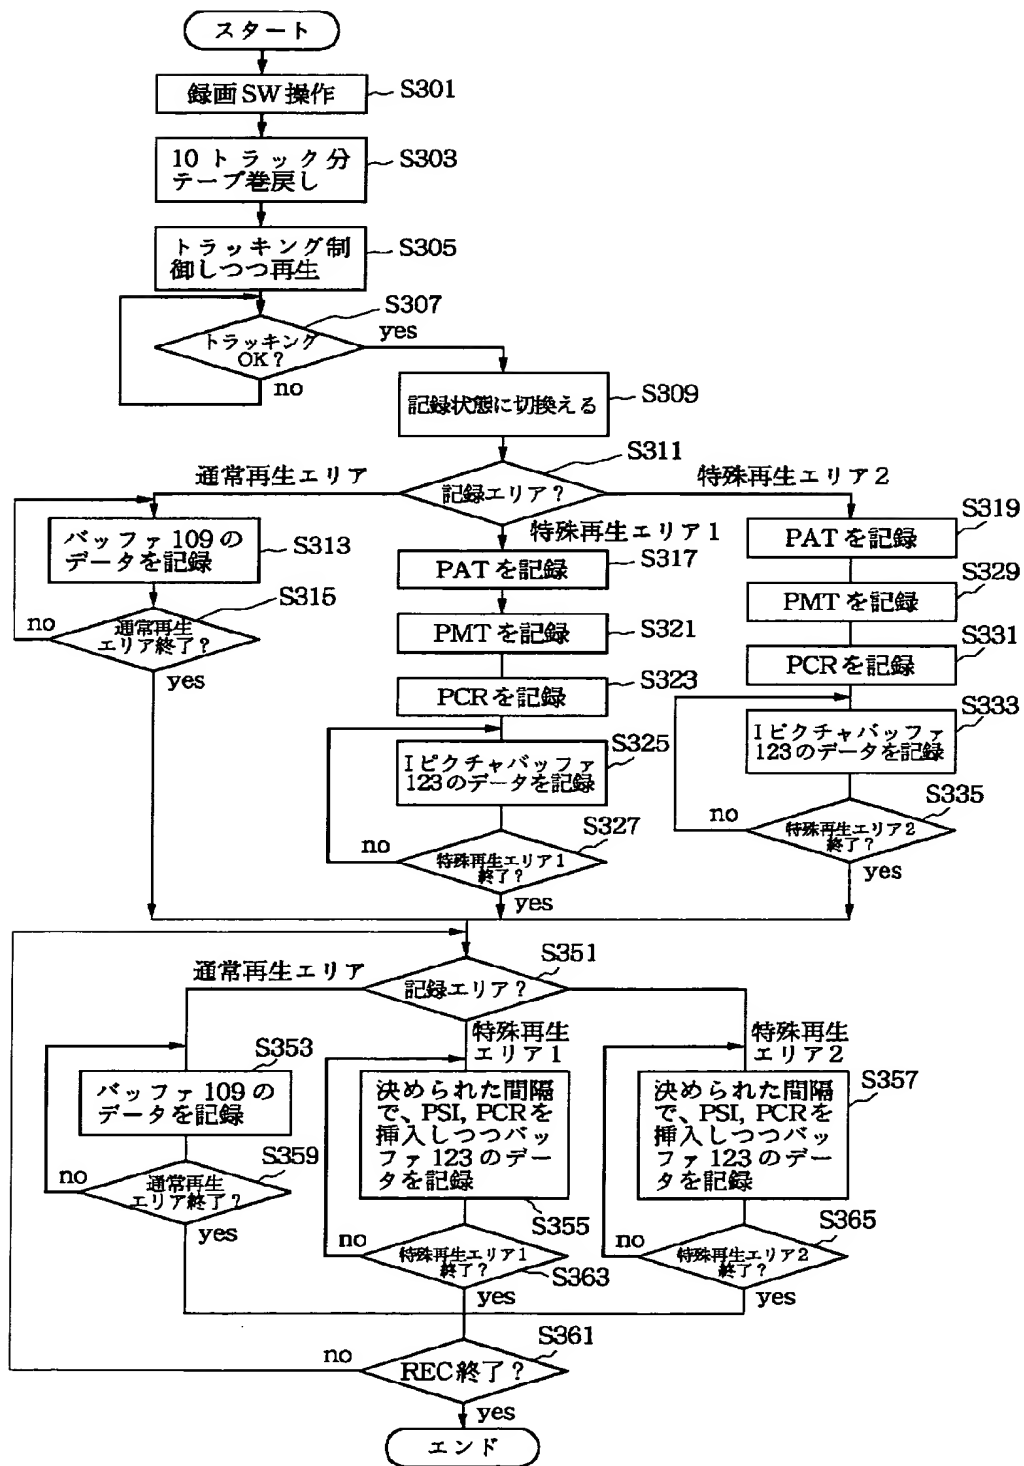 スタート
録画SW操作
S301
10トラック分
テープ巻戻し
S303
トラッキング制
御しつつ再生
S305
トラッキング
OK?
S307
yes
no
記録状態に切換える
S309
記録エリア?
S311
通常再生エリア
特殊再生エリア1
特殊再生エリア2
バッファ109の
データを記録
S313
通常再生
エリア終了?
S315
no
yes
PATを記録
S317
PMTを記録
S321
PCRを記録
S323
Iピクチャバッファ
123のデータを記録
S325
特殊再生エリア1
終了?
S327
no
yes
PATを記録
S319
PMTを記録
S329
PCRを記録
S331
Iピクチャバッファ
123のデータを記録
S333
特殊再生エリア2
終了?
S335
no
yes
記録エリア?
S351
通常再生エリア
特殊再生
エリア1
特殊再生
エリア2
バッファ109の
データを記録
S353
通常再生
エリア終了?
S359
no
yes
決められた間隔
で、PSI, PCRを
挿入しつつバッ
ファ123のデー
タを記録
S355
特殊再生エリア1
終了?
S363
no
yes
決められた間隔
で、PSI, PCRを
挿入しつつバッ
ファ123のデー
タを記録
S357
特殊再生エリア2
終了?
S365
no
yes
REC終了?
S361
no
yes
エンド